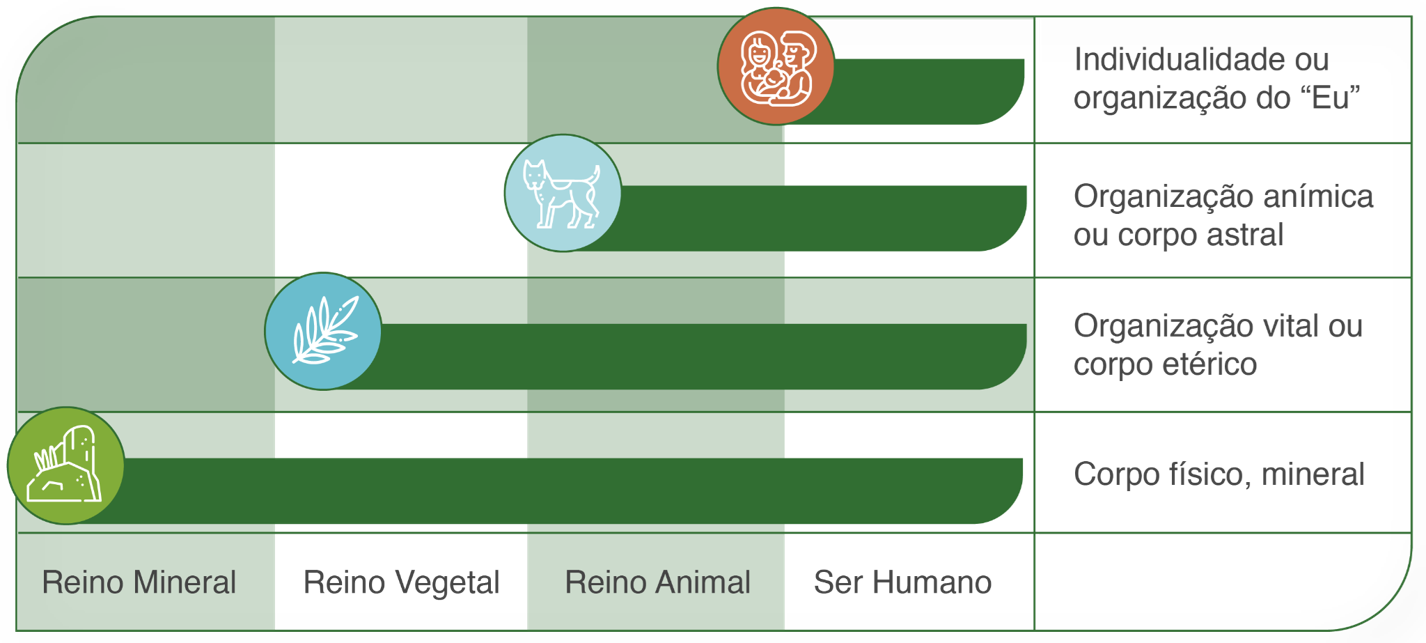 Individualidade ou
organização do “Eu”
Organização anímica
ou corpo astral
Organização vital ou
corpo etérico
Corpo físico, mineral
Reino Mineral
Reino Vegetal
Reino Animal
Ser Humano